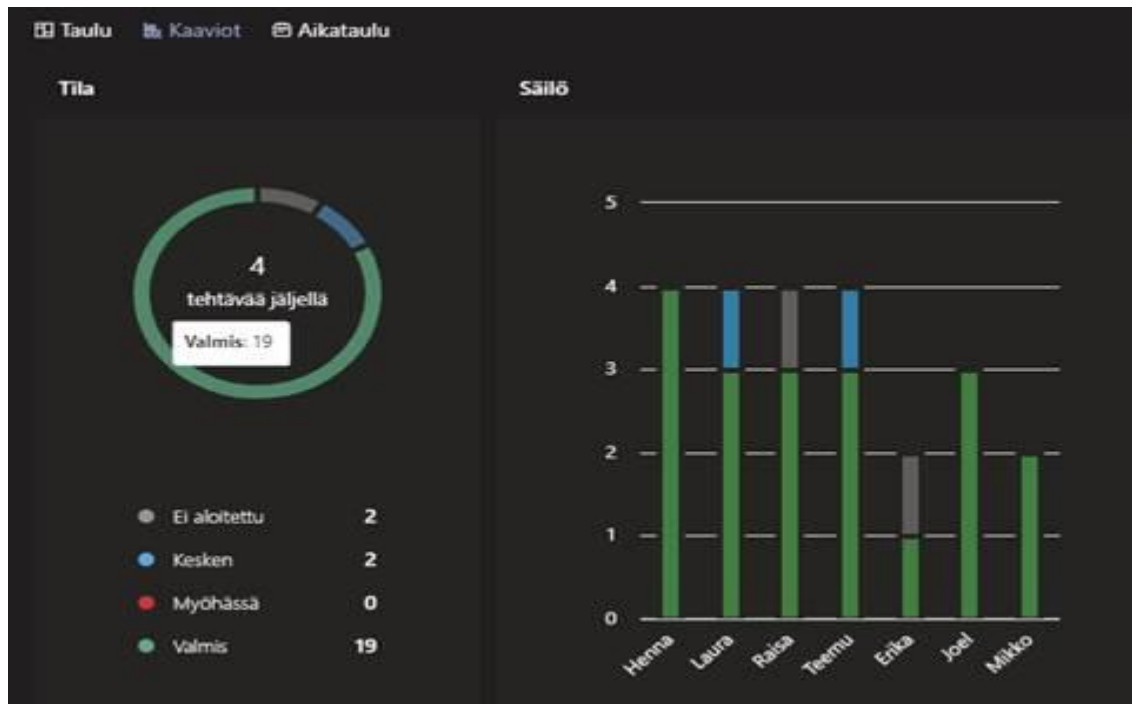 Taulu Kaaviot Aikataulu
Tila
4
tehtävää jäljellä
Valmis: 19
Ei aloitettu 2
Kesken 2
Myöhässä 0
Valmis 19
Säilö
5
4
3
2
1
0
Henna Laura Raisa Teemu Erika Joel Mikko